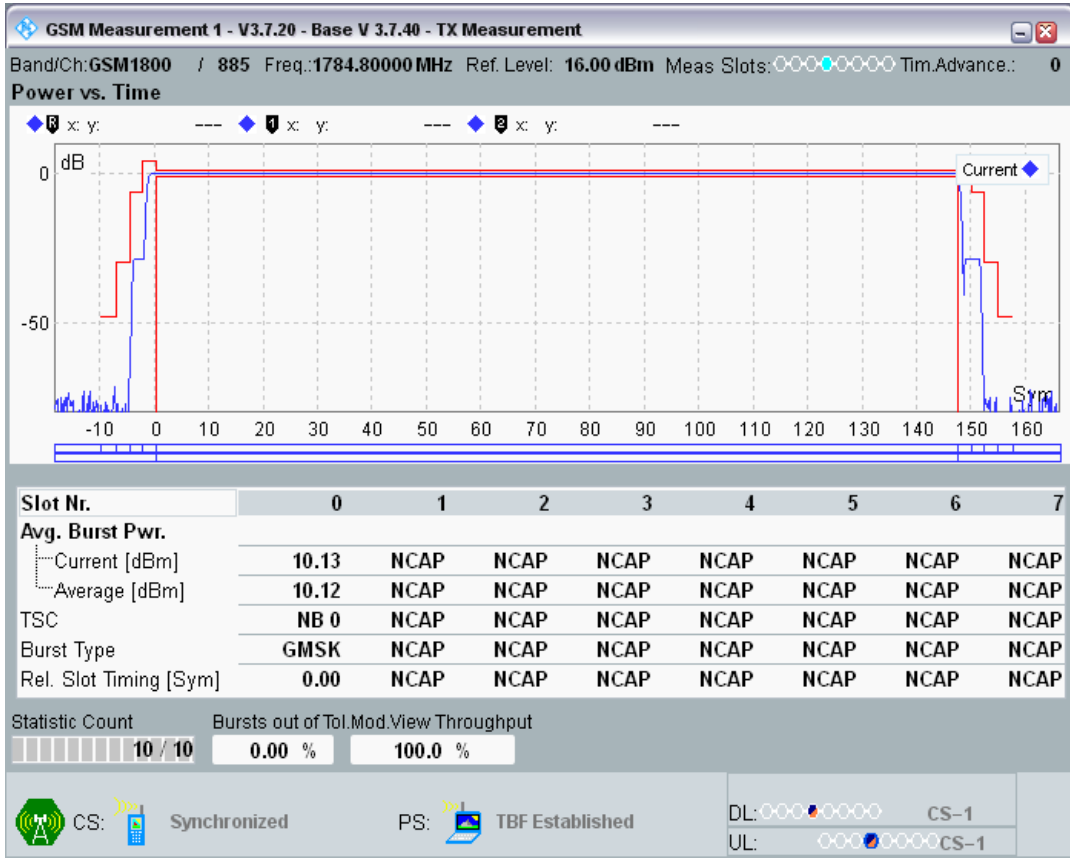 GSM Measurement 1 - V3.7.20 - Base V 3.7.40 - TX Measurement
Band/Ch:GSM1800 / 885 Freq.:1784.80000 MHz Ref. Level: 16.00 dBm Meas Slots: Tim.Advance.: 0
Power vs. Time
R x: y: --- 1 x: y: --- 2 x: y: ---
dB
Current
0
-50
Sym
-10 0 10 20 30 40 50 60 70 80 90 100 110 120 130 140 150 160
Slot Nr. 0 1 2 3 4 5 6 7
Avg. Burst Pwr.
Current [dBm] 10.13 NCAP NCAP NCAP NCAP NCAP NCAP NCAP
Average [dBm] 10.12 NCAP NCAP NCAP NCAP NCAP NCAP NCAP
TSC NB 0 NCAP NCAP NCAP NCAP NCAP NCAP NCAP
Burst Type GMSK NCAP NCAP NCAP NCAP NCAP NCAP NCAP
Rel. Slot Timing [Sym] 0.00 NCAP NCAP NCAP NCAP NCAP NCAP NCAP
Statistic Count Bursts out of Tol.Mod.View Throughput
10 / 10 0.00 % 100.0 %
CS: Synchronized PS: TBF Established
DL: CS-1
UL: CS-1